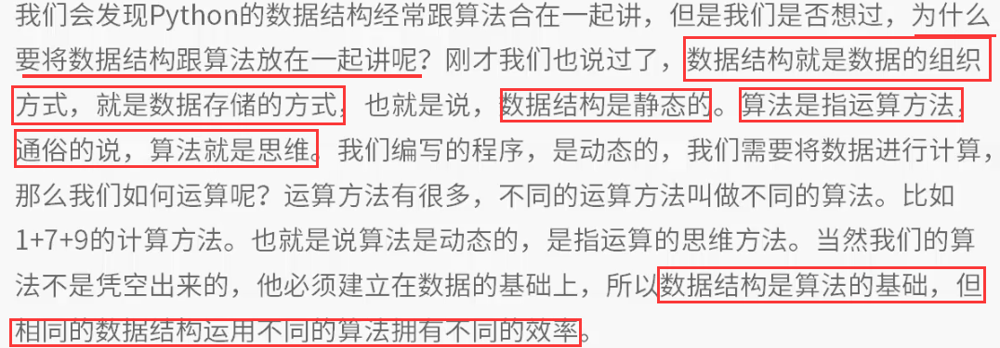 我们会发现Python的数据结构经常跟算法合在一起讲，但是我们是否想过，为什么
要将数据结构跟算法放在一起讲呢？刚才我们也说过了，数据结构就是数据的组织
方式，就是数据存储的方式，也就是说，数据结构是静态的。算法是指运算方法，
通俗的说，算法就是思维。我们编写的程序，是动态的，我们需要将数据进行计算，
那么我们如何运算呢？运算方法有很多，不同的运算方法叫做不同的算法。比如
1+7+9的计算方法。也就是说算法是动态的，是指运算的思维方法。当然我们的算
法不是凭空出来的，他必须建立在数据的基础上，所以数据结构是算法的基础，但
相同的数据结构运用不同的算法拥有不同的效率。